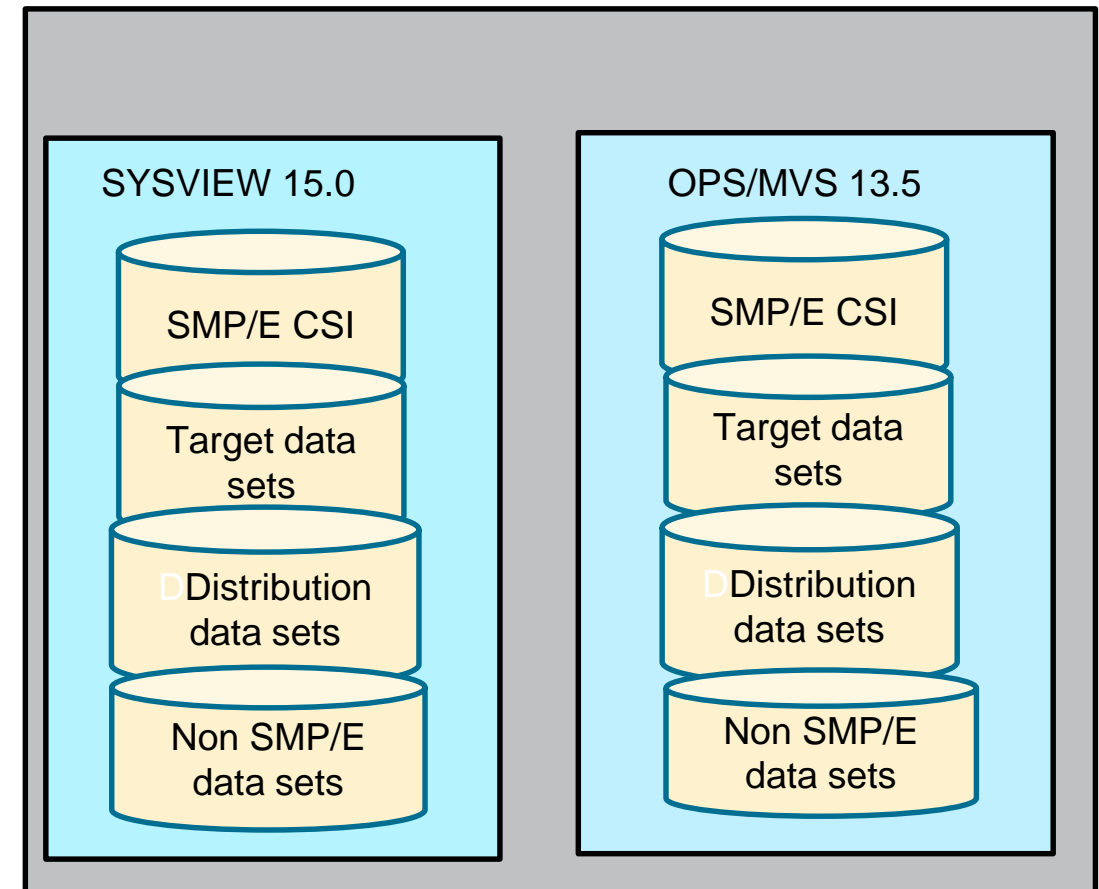 SYSVIEW 15.0
SMP/E CSI
Target data
sets
DDistribution
data sets
Non SMP/E
data sets
OPS/MVS 13.5
SMP/E CSI
Target data
sets
DDistribution
data sets
Non SMP/E
data sets